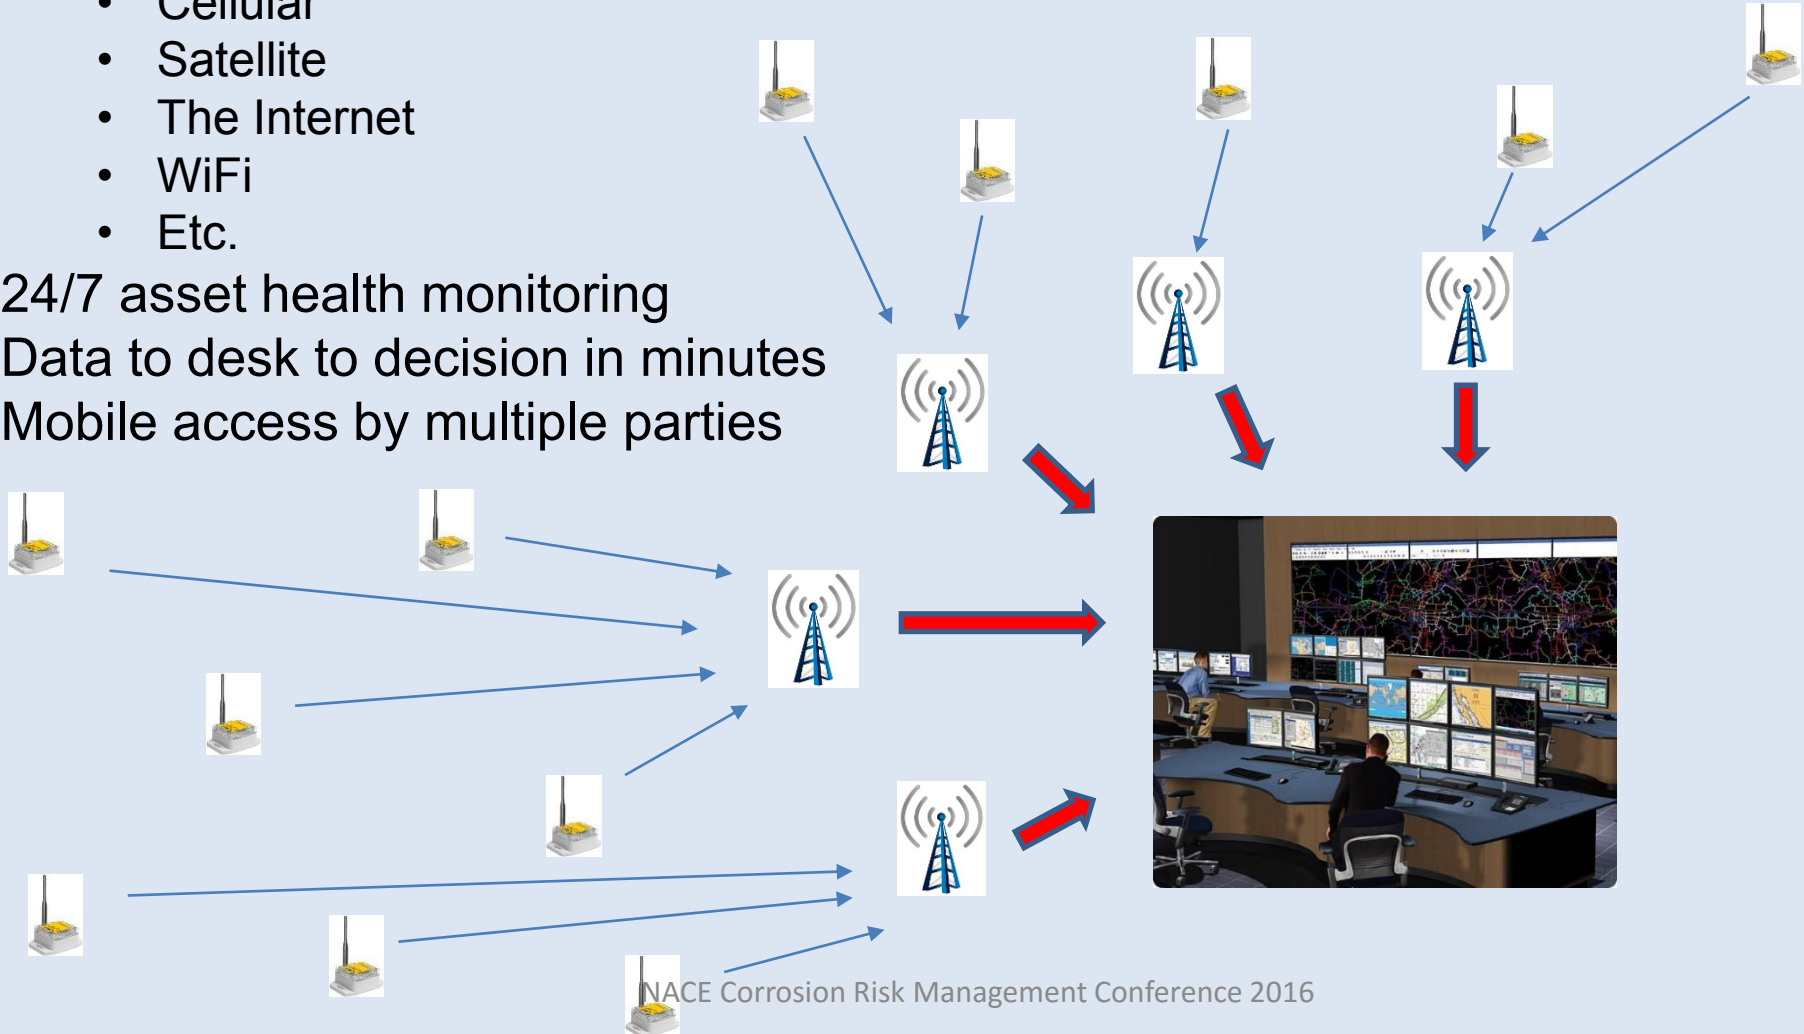 • Cellular
• Satellite
• The Internet
• WiFi
• Etc.
24/7 asset health monitoring
Data to desk to decision in minutes
Mobile access by multiple parties
NACE Corrosion Risk Management Conference 2016